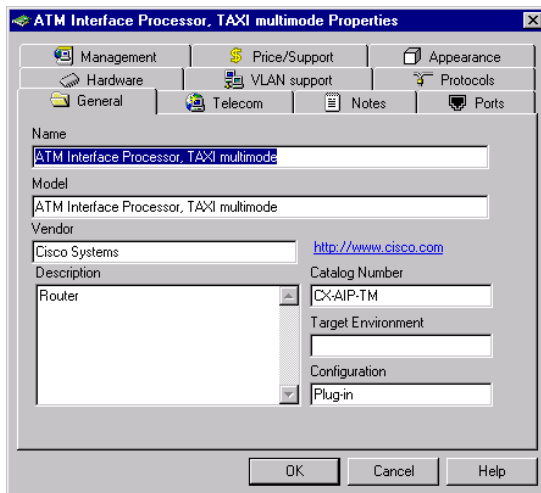 ATM Interface Processor, TAXI multimode Properties
Management Price/Support Appearance
Hardware VLAN support Protocols
General Telecom Notes Ports
Name
ATM Interface Processor, TAXI multimode
Model
ATM Interface Processor, TAXI multimode
Vendor
Cisco Systems http://www.cisco.com
Description Catalog Number
Router CX-AIP-TM
Target Environment
Configuration
Plug-in
OK Cancel Help